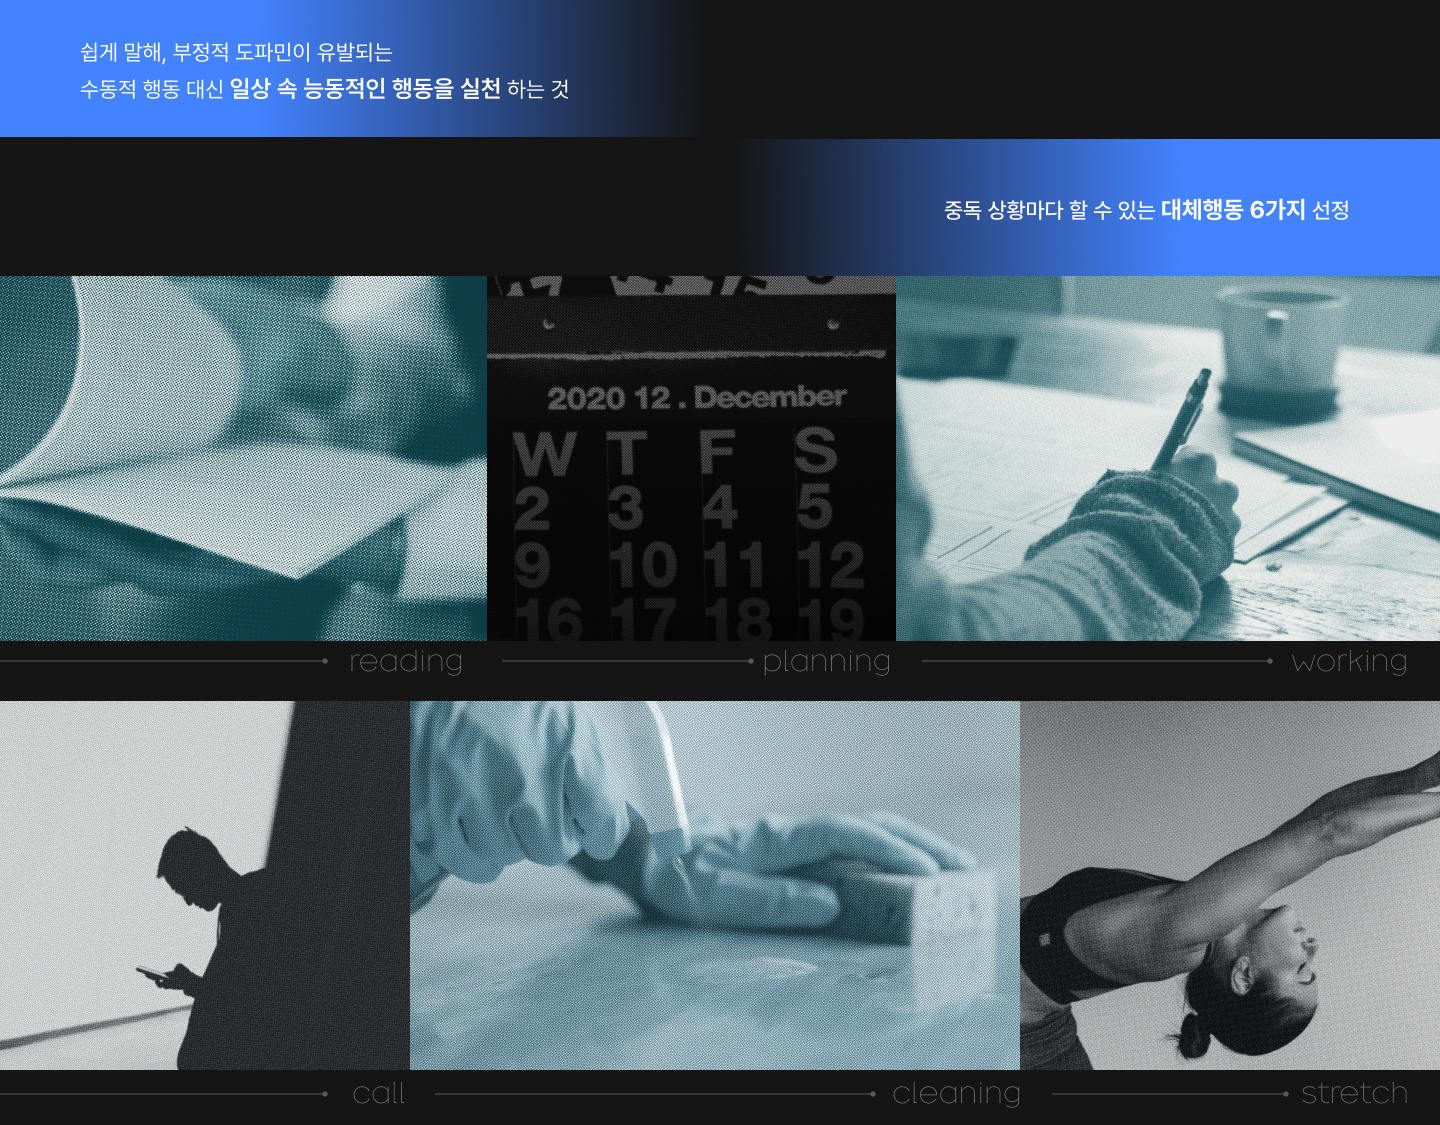 쉽게 말해, 부정적 도파민이 유발되는
수동적 행동 대신 일상 속 능동적인 행동을 실천 하는 것
중독 상황마다 할 수 있는 대체행동 6가지 선정
2020 12 . December
W T F S
2 3 4 5
9 10 11 12
16 17 18 19
reading
planning
working
call
cleaning
stretch